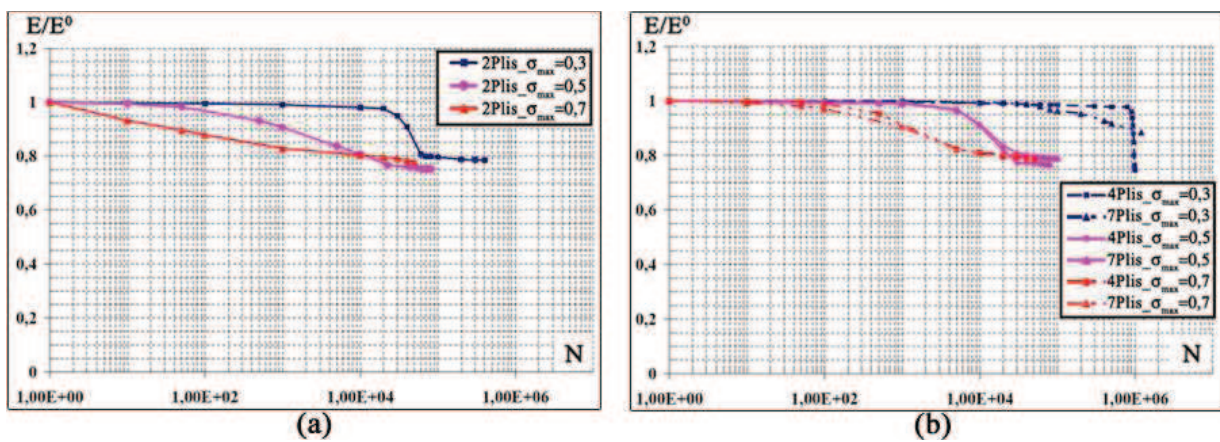 E/E⁰
1,2
1
0,8
0,6
0,4
0,2
0
1,00E+00
1,00E+02
1,00E+04
1,00E+06
N
2Plis_σmax=0,3
2Plis_σmax=0,5
2Plis_σmax=0,7
(a)
E/E⁰
1,2
1
0,8
0,6
0,4
0,2
0
1,00E+00
1,00E+02
1,00E+04
1,00E+06
N
4Plis_σmax=0,3
7Plis_σmax=0,3
4Plis_σmax=0,5
7Plis_σmax=0,5
4Plis_σmax=0,7
7Plis_σmax=0,7
(b)